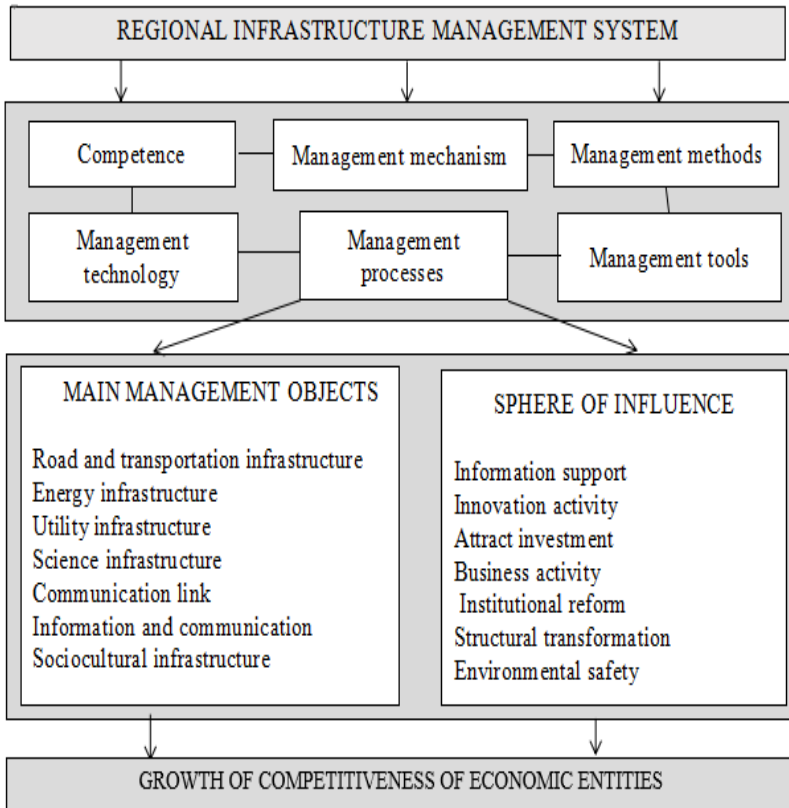 REGIONAL INFRASTRUCTURE MANAGEMENT SYSTEM
Competence
Management mechanism
Management methods
Management
technology
Management
processes
Management tools
MAIN MANAGEMENT OBJECTS
Road and transportation infrastructure
Energy infrastructure
Utility infrastructure
Science infrastructure
Communication link
Information and communication
Sociocultural infrastructure
SPHERE OF INFLUENCE
Information support
Innovation activity
Attract investment
Business activity
Institutional reform
Structural transformation
Environmental safety
GROWTH OF COMPETITIVENESS OF ECONOMIC ENTITIES